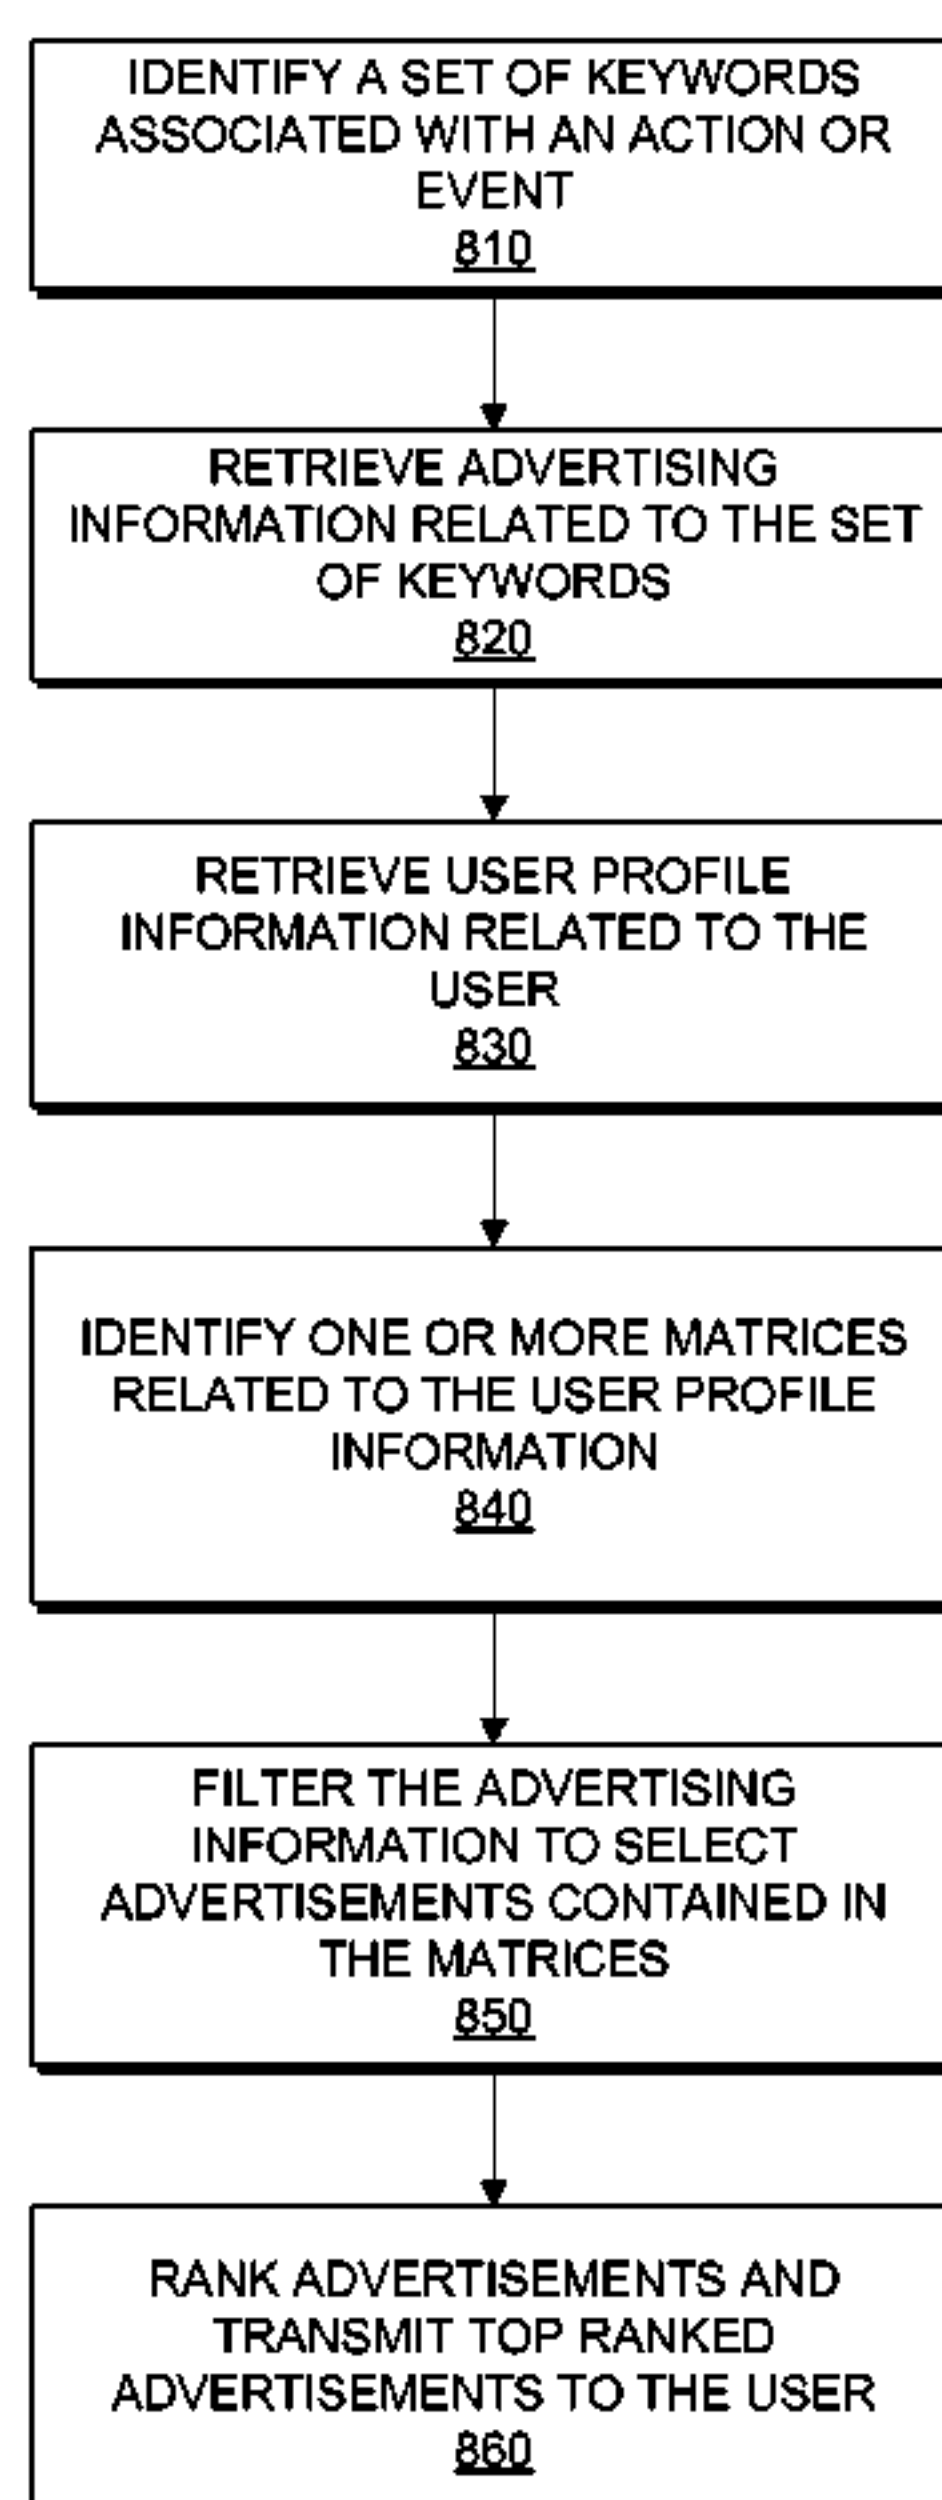 IDENTIFY A SET OF KEYWORDS
ASSOCIATED WITH AN ACTION OR
EVENT
810
RETRIEVE ADVERTISING
INFORMATION RELATED TO THE SET
OF KEYWORDS
820
RETRIEVE USER PROFILE
INFORMATION RELATED TO THE
USER
830
IDENTIFY ONE OR MORE MATRICES
RELATED TO THE USER PROFILE
INFORMATION
840
FILTER THE ADVERTISING
INFORMATION TO SELECT
ADVERTISEMENTS CONTAINED IN
THE MATRICES
850
RANK ADVERTISEMENTS AND
TRANSMIT TOP RANKED
ADVERTISEMENTS TO THE USER
860